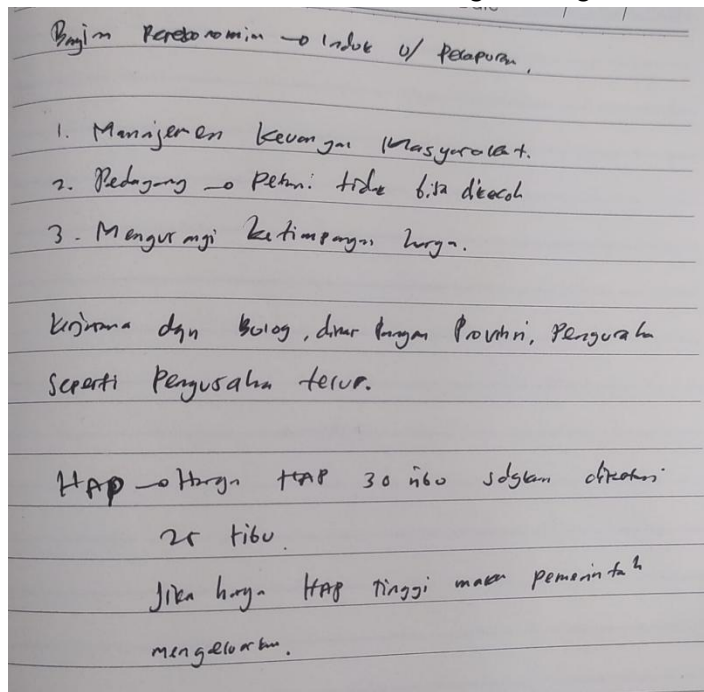 Bagian Perekonomian → Induk u/ Pelaporan.
1. Manajemen Keuangan Masyarakat.
2. Pedagang → Petani tidak bisa dikecoh
3. Mengurangi ketimpangan harga.
Kerjasama dgn Bulog, dinas Pangan Provinsi, Pengusaha
seperti Pengusaha telur.
HAP → Harga HAP 30 ribu sdgkan
25 ribu.
Jika harga HAP tinggi maka pemerintah
mengeluarkan.